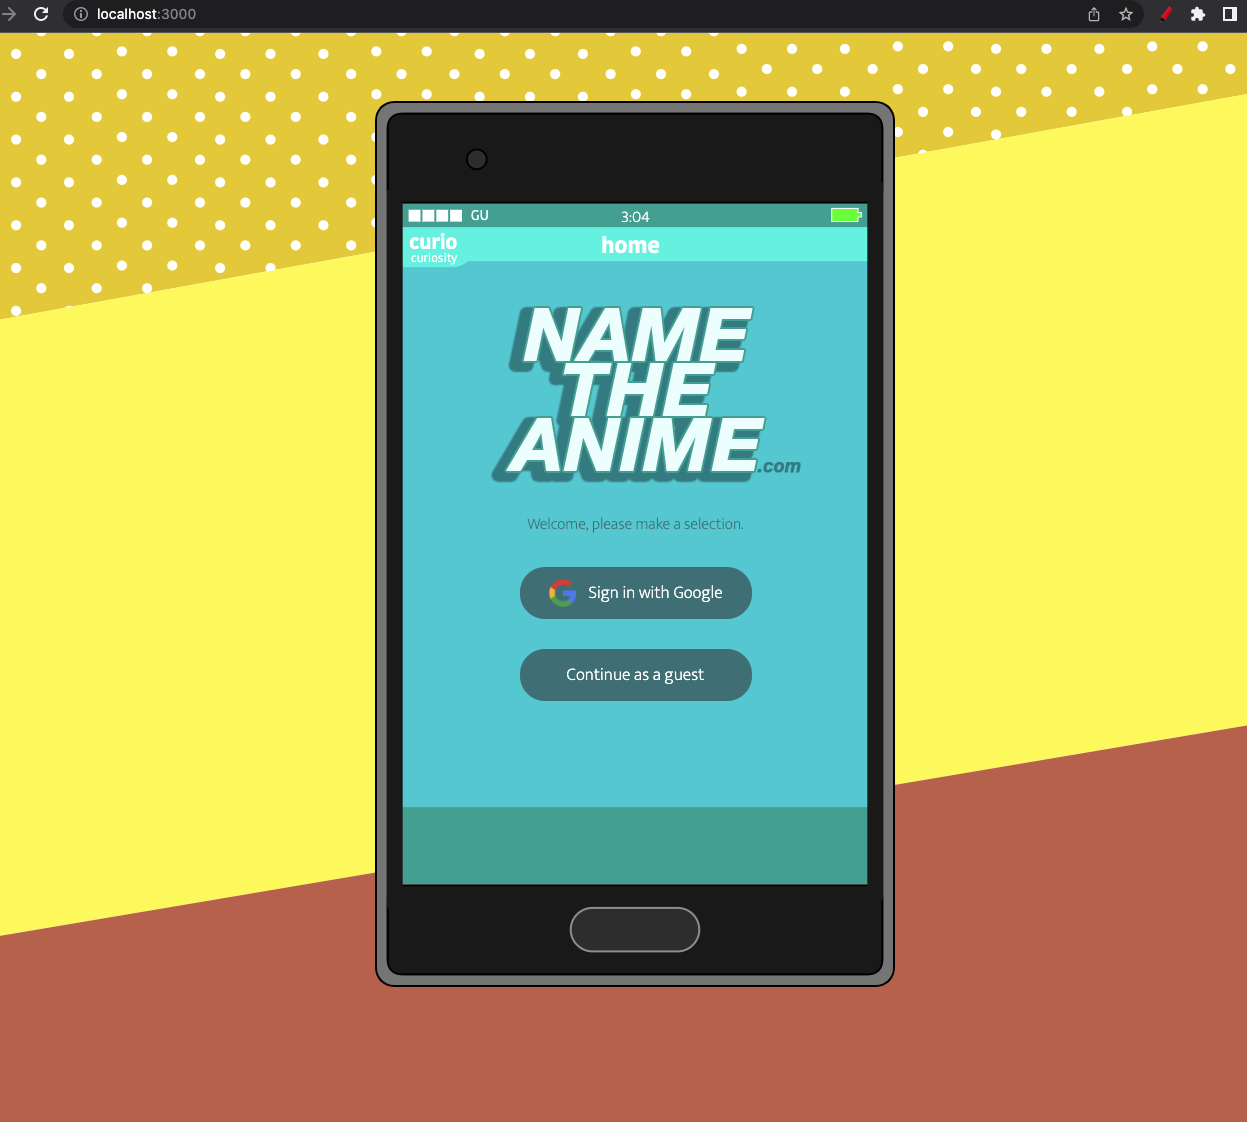 localhost:3000
GU
3:04
curio
curiosity
home
NAME
THE
ANIME
.com
Welcome, please make a selection.
Sign in with Google
Continue as a guest